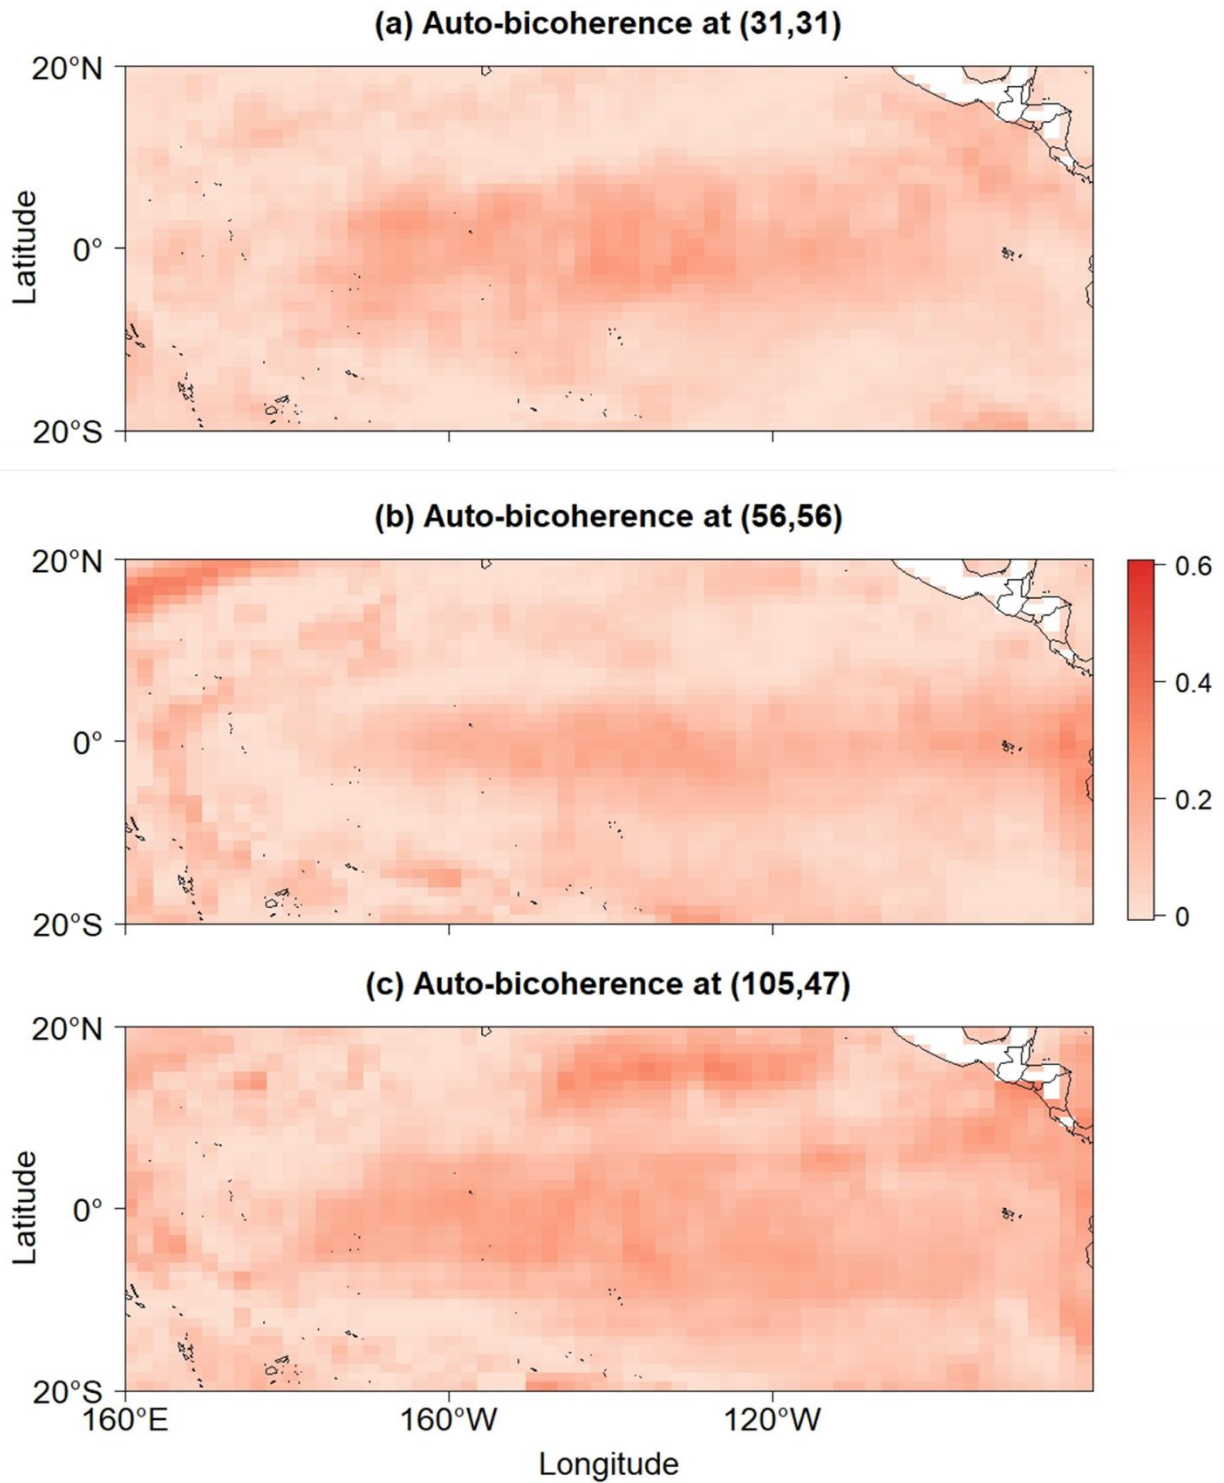 (a) Auto-bicoherence at (31,31)
20°N
0°
20°S
Latitude
(b) Auto-bicoherence at (56,56)
20°N
0°
20°S
0.6
0.4
0.2
0
(c) Auto-bicoherence at (105,47)
20°N
0°
20°S
Latitude
160°E 160°W 120°W
Longitude